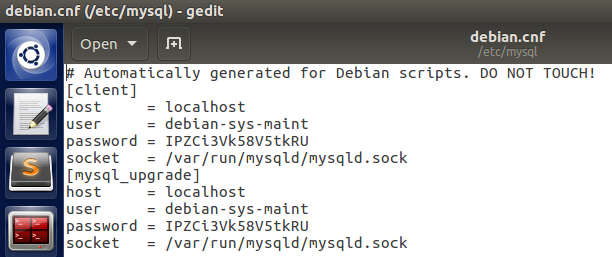 debian.cnf (/etc/mysql) - gedit
Open
debian.cnf
/etc/mysql
# Automatically generated for Debian scripts. DO NOT TOUCH!
[client]
host     = localhost
user     = debian-sys-maint
password = IPZCi3Vk58V5tkRU
socket   = /var/run/mysqld/mysqld.sock
[mysql_upgrade]
host     = localhost
user     = debian-sys-maint
password = IPZCi3Vk58V5tkRU
socket   = /var/run/mysqld/mysqld.sock